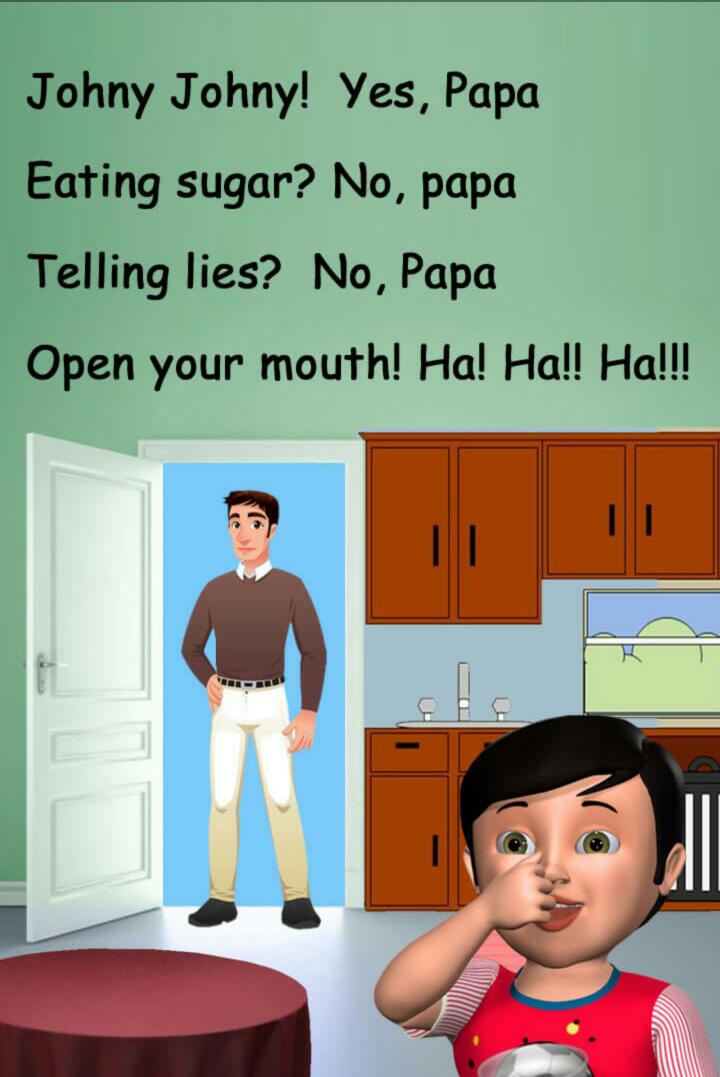 Johny Johny! Yes, Papa
Eating sugar? No, papa
Telling lies? No, Papa
Open your mouth! Ha! Ha!! Ha!!!